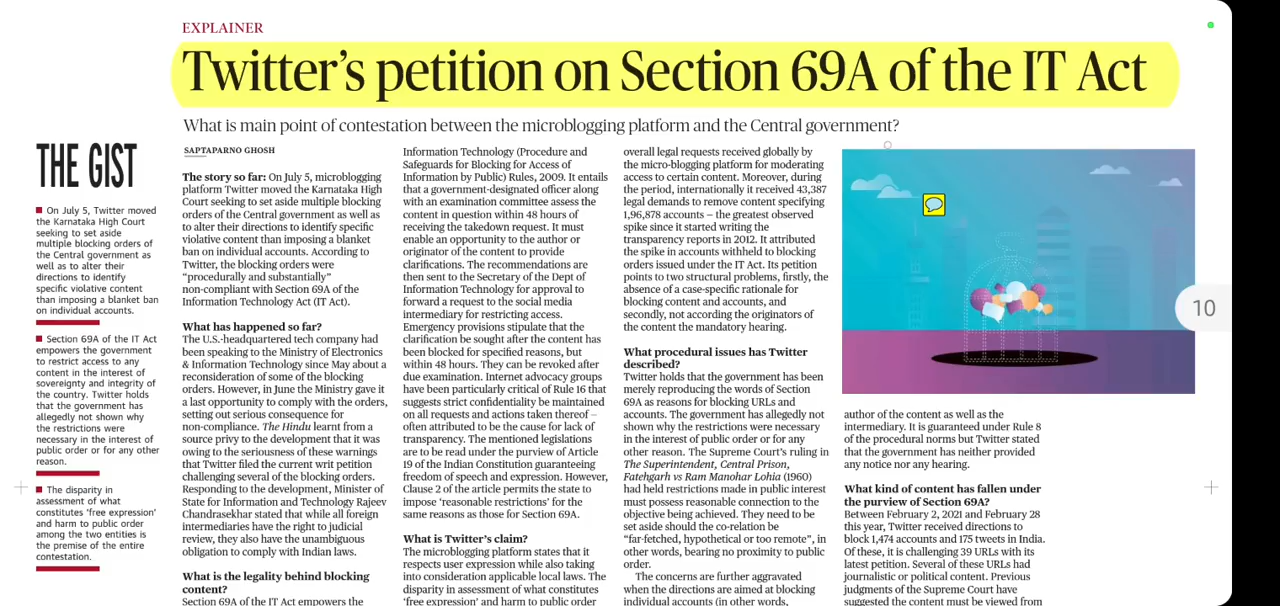 EXPLAINER
Twitter's petition on Section 69A of the IT Act
What is main point of contestation between the microblogging platform and the Central government?
THE GIST
On July 5, Twitter moved
the Karnataka High Court
seeking to set aside
multiple blocking orders of
the Central government as
well as to alter their
directions to identify
specific violative content
than imposing a blanket ban
on individual accounts.
Section 69A of the IT Act
empowers the government
to restrict access to any
content in the interest of
sovereignty and integrity of
the country. Twitter holds
that the government has
allegedly not shown why
the restrictions were
necessary in the interest of
public order or for any other
reason.
The disparity in
assessment of what
constitutes 'free expression'
and harm to public order
among the two entities is
the premise of the entire
contestation.
SAPTAPARNO GHOSH
The story so far: On July 5, microblogging
platform Twitter moved the Karnataka High
Court seeking to set aside multiple blocking
orders of the Central government as well as
to alter their directions to identify specific
violative content than imposing a blanket
ban on individual accounts. According to
Twitter, the blocking orders were
"procedurally and substantially"
non-compliant with Section 69A of the
Information Technology Act (IT Act).
What has happened so far?
The U.S.-headquartered tech company had
been speaking to the Ministry of Electronics
& Information Technology since May about a
reconsideration of some of the blocking
orders. However, in June the Ministry gave it
a last opportunity to comply with the orders,
setting out serious consequence for
non-compliance. The Hindu learnt from a
source privy to the development that it was
owing to the seriousness of these warnings
that Twitter filed the current writ petition
challenging several of the blocking orders.
Responding to the development, Minister of
State for Information and Technology Rajeev
Chandrasekhar stated that while all foreign
intermediaries have the right to judicial
review, they also have the unambiguous
obligation to comply with Indian laws.
What is the legality behind blocking
content?
Section 69A of the IT Act empowers the
Information Technology (Procedure and
Safeguards for Blocking for Access of
Information by Public) Rules, 2009. It entails
that a government-designated officer along
with an examination committee assess the
content in question within 48 hours of
receiving the takedown request. It must
enable an opportunity to the author or
originator of the content to provide
clarifications. The recommendations are
then sent to the Secretary of the Dept of
Information Technology for approval to
forward a request to the social media
intermediary for restricting access.
Emergency provisions stipulate that the
clarification be sought after the content has
been blocked for specified reasons, but
within 48 hours. They can be revoked after
due examination. Internet advocacy groups
have been particularly critical of Rule 16 that
suggests strict confidentiality be maintained
on all requests and actions taken thereof –
often attributed to be the cause for lack of
transparency. The mentioned legislations
are to be read under the purview of Article
19 of the Indian Constitution guaranteeing
freedom of speech and expression. However,
Clause 2 of the article permits the state to
impose 'reasonable restrictions' for the
same reasons as those for Section 69A.
What is Twitter's claim?
The microblogging platform states that it
respects user expression while also taking
into consideration applicable local laws. The
disparity in assessment of what constitutes
'free expression' and harm to public order
overall legal requests received globally by
the micro-blogging platform for moderating
access to certain content. Moreover, during
the period, internationally it received 43,387
legal demands to remove content specifying
1,96,878 accounts – the greatest observed
spike since it started writing the
transparency reports in 2012. It attributed
the spike in accounts withheld to blocking
orders issued under the IT Act. Its petition
points to two structural problems, firstly, the
absence of a case-specific rationale for
blocking content and accounts, and
secondly, not according the originators of
the content the mandatory hearing.
What procedural issues has Twitter
described?
Twitter holds that the government has been
merely reproducing the words of Section
69A as reasons for blocking URLs and
accounts. The government has allegedly not
shown why the restrictions were necessary
in the interest of public order or for any
other reason. The Supreme Court's ruling in
The Superintendent, Central Prison,
Fatehgarh vs Ram Manohar Lohia (1960)
had held restrictions made in public interest
must possess reasonable connection to the
objective being achieved. They need to be
set aside should the co-relation be
"far-fetched, hypothetical or too remote", in
other words, bearing no proximity to public
order.
The concerns are further aggravated
when the directions are aimed at blocking
individual accounts (in other words,
author of the content as well as the
intermediary. It is guaranteed under Rule 8
of the procedural norms but Twitter stated
that the government has neither provided
any notice nor any hearing.
What kind of content has fallen under
the purview of Section 69A?
Between February 2, 2021 and February 28
this year, Twitter received directions to
block 1,474 accounts and 175 tweets in India.
Of these, it is challenging 39 URLs with its
latest petition. Several of these URLs had
journalistic or political content. Previous
judgments of the Supreme Court have
suggested the content must be viewed from
10